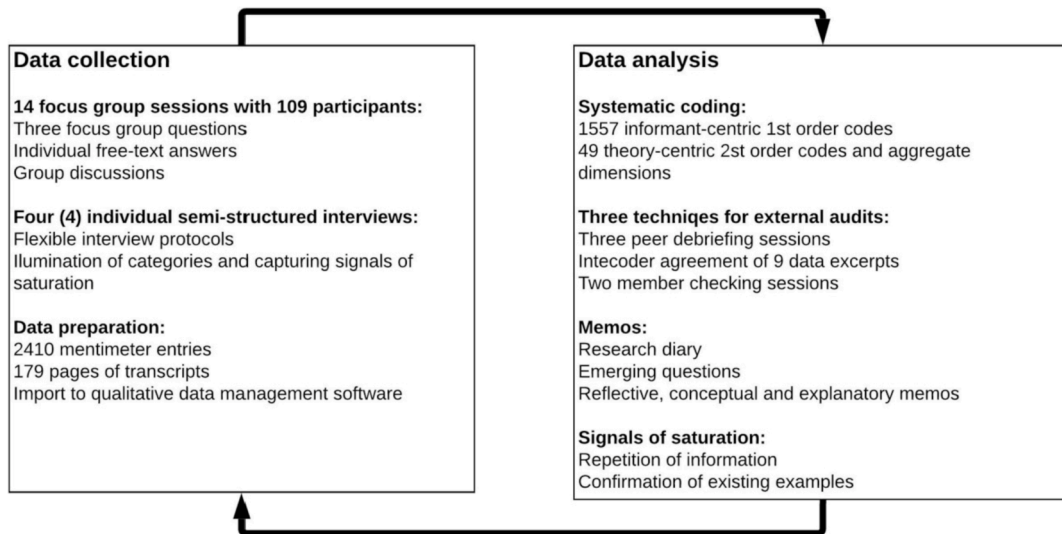 Data collection
14 focus group sessions with 109 participants:
Three focus group questions
Individual free-text answers
Group discussions
Four (4) individual semi-structured interviews:
Flexible interview protocols
Ilumination of categories and capturing signals of
saturation
Data preparation:
2410 mentimeter entries
179 pages of transcripts
Import to qualitative data management software
Data analysis
Systematic coding:
1557 informant-centric 1st order codes
49 theory-centric 2st order codes and aggregate
dimensions
Three techniqes for external audits:
Three peer debriefing sessions
Intecoder agreement of 9 data excerpts
Two member checking sessions
Memos:
Research diary
Emerging questions
Reflective, conceptual and explanatory memos
Signals of saturation:
Repetition of information
Confirmation of existing examples